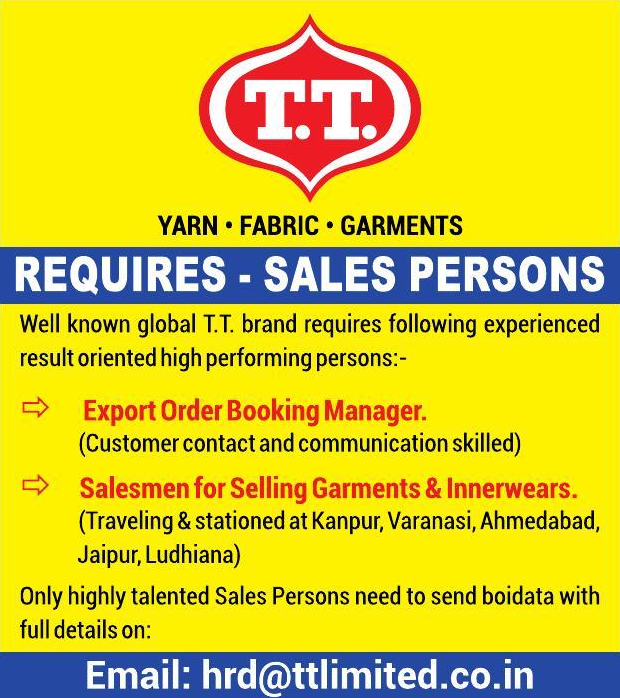 T.T.
YARN • FABRIC • GARMENTS
REQUIRES - SALES PERSONS
Well known global T.T. brand requires following experienced
result oriented high performing persons:-
⇨ Export Order Booking Manager.
(Customer contact and communication skilled)
⇨ Salesmen for Selling Garments & Innerwears.
(Traveling & stationed at Kanpur, Varanasi, Ahmedabad,
Jaipur, Ludhiana)
Only highly talented Sales Persons need to send boidata with
full details on:
Email: hrd@ttlimited.co.in